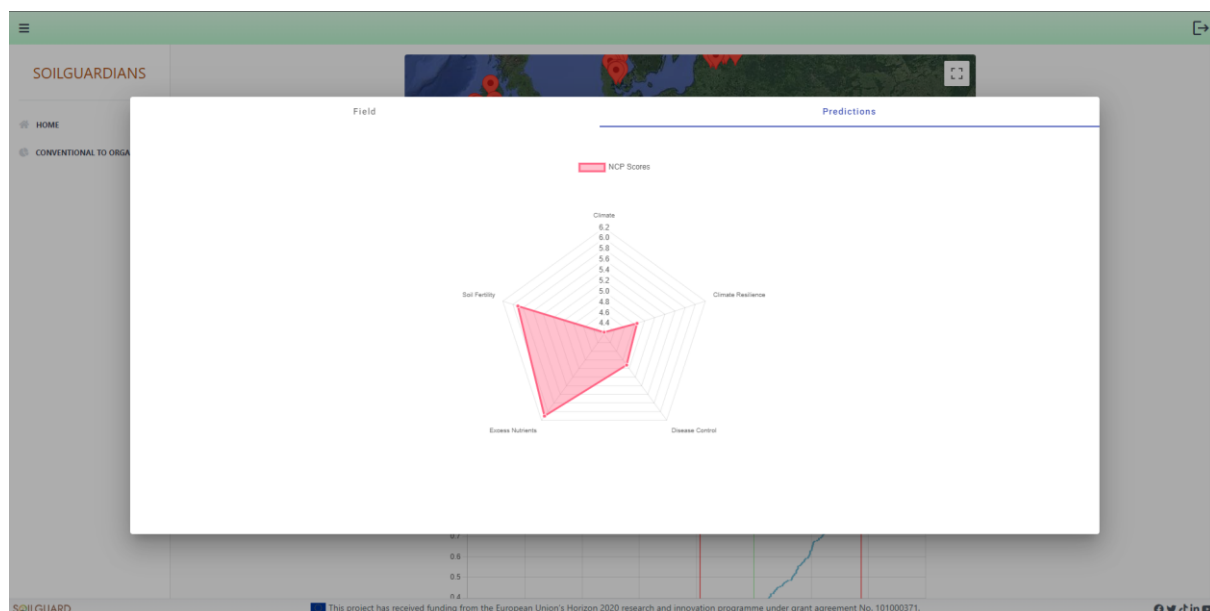 SOILGUARDIANS
HOME
CONVENTIONAL TO ORGA
Field
Predictions
NCP Scores
Climate
6.2
6.0
5.8
5.6
5.4
5.2
5.0
4.8
4.6
4.4
Soil Fertility
Climate Resilience
Excess Nutrients
Disease Control
0.7
0.6
0.5
0.4
SOILGUARD
This project has received funding from the European Union's Horizon 2020 research and innovation programme under grant agreement No. 101000371.